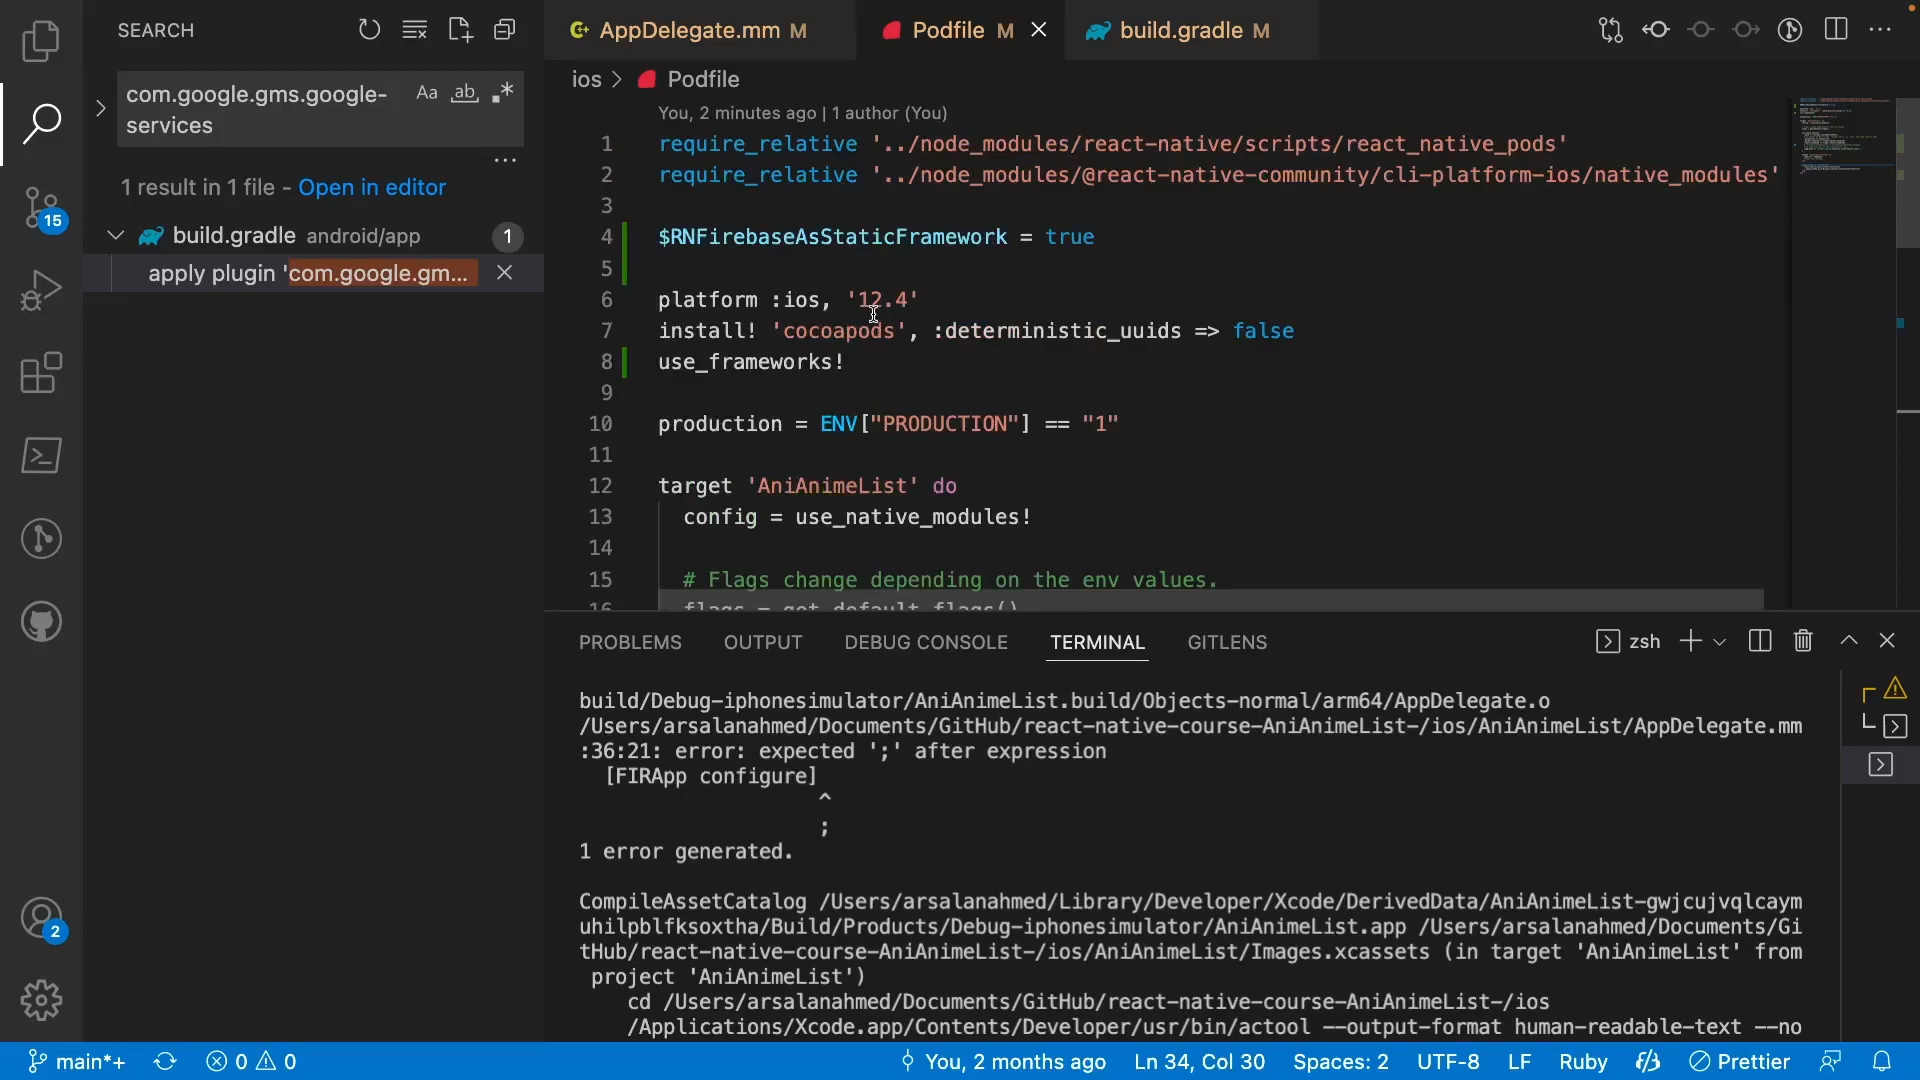 SEARCH
com.google.gms.google-
services
Aa ab .*
1 result in 1 file - Open in editor
build.gradle android/app 1
apply plugin 'com.google.gm...
15
2
AppDelegate.mm M
Podfile M
build.gradle M
ios > Podfile
You, 2 minutes ago | 1 author (You)
1 require_relative '../node_modules/react-native/scripts/react_native_pods'
2 require_relative '../node_modules/@react-native-community/cli-platform-ios/native_modules'
3
4 $RNFirebaseAsStaticFramework = true
5
6 platform :ios, '12.4'
7 install! 'cocoapods', :deterministic_uuids => false
8 use_frameworks!
9
10 production = ENV["PRODUCTION"] == "1"
11
12 target 'AniAnimeList' do
13 config = use_native_modules!
14
15 # Flags change depending on the env values.
16 flags = get_default_flags()
PROBLEMS OUTPUT DEBUG CONSOLE TERMINAL GITLENS
zsh
build/Debug-iphonesimulator/AniAnimeList.build/Objects-normal/arm64/AppDelegate.o
/Users/arsalanahmed/Documents/GitHub/react-native-course-AniAnimeList-/ios/AniAnimeList/AppDelegate.mm
:36:21: error: expected ';' after expression
[FIRApp configure]
^
;
1 error generated.
CompileAssetCatalog /Users/arsalanahmed/Library/Developer/Xcode/DerivedData/AniAnimeList-gwjcujvqlcaym
uhilpblfksoxtha/Build/Products/Debug-iphonesimulator/AniAnimeList.app /Users/arsalanahmed/Documents/Gi
tHub/react-native-course-AniAnimeList-/ios/AniAnimeList/Images.xcassets (in target 'AniAnimeList' from
project 'AniAnimeList')
cd /Users/arsalanahmed/Documents/GitHub/react-native-course-AniAnimeList-/ios
/Applications/Xcode.app/Contents/Developer/usr/bin/actool --output-format human-readable-text --no
main*+ 0 0 You, 2 months ago Ln 34, Col 30 Spaces: 2 UTF-8 LF Ruby Prettier